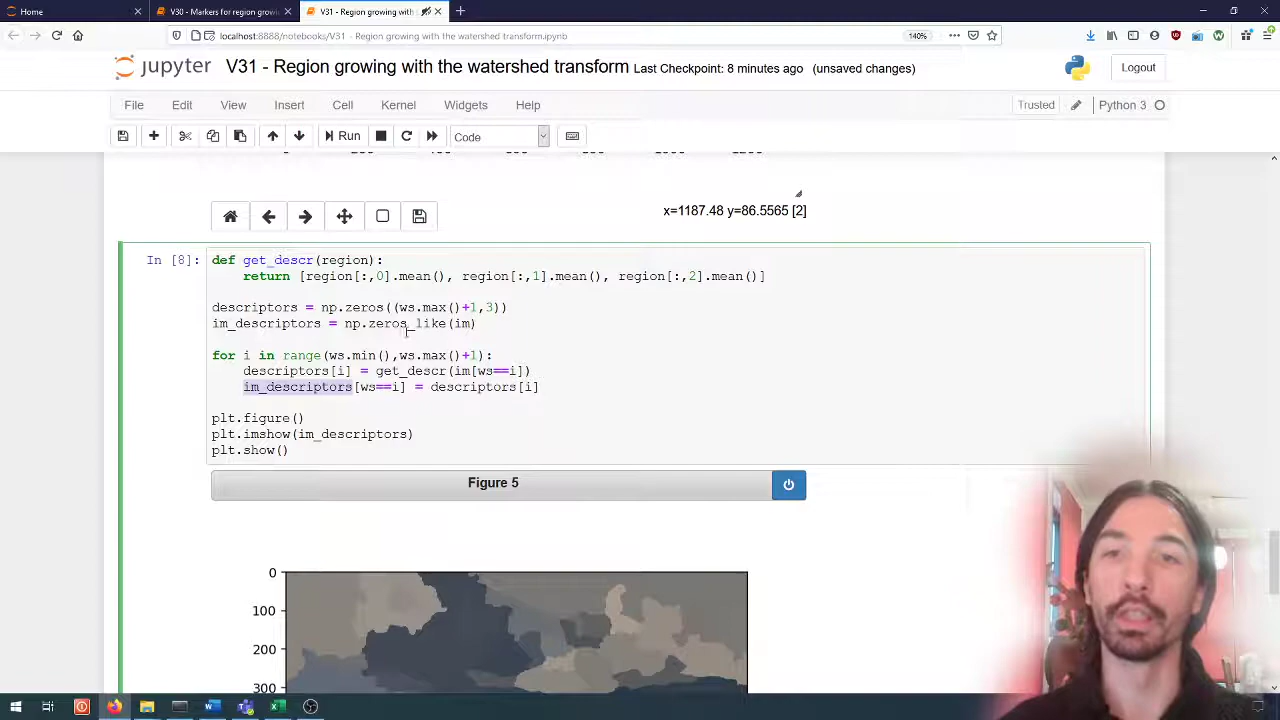 Home
V30 - Markers for region growi
V31 - Region growing with
localhost:8888/notebooks/V31 - Region growing with the watershed transform.ipynb
140%
jupyter V31 - Region growing with the watershed transform Last Checkpoint: 8 minutes ago (unsaved changes)
Logout
File Edit View Insert Cell Kernel Widgets Help
Trusted
Python 3
Run
Code
x=1187.48 y=86.5565 [2]
In [8]:
def get_descr(region):
return [region[:,0].mean(), region[:,1].mean(), region[:,2].mean()]
descriptors = np.zeros((ws.max()+1,3))
im_descriptors = np.zeros_like(im)
for i in range(ws.min(),ws.max()+1):
descriptors[i] = get_descr(im[ws==i])
im_descriptors[ws==i] = descriptors[i]
plt.figure()
plt.imshow(im_descriptors)
plt.show()
Figure 5
0
100
200
300